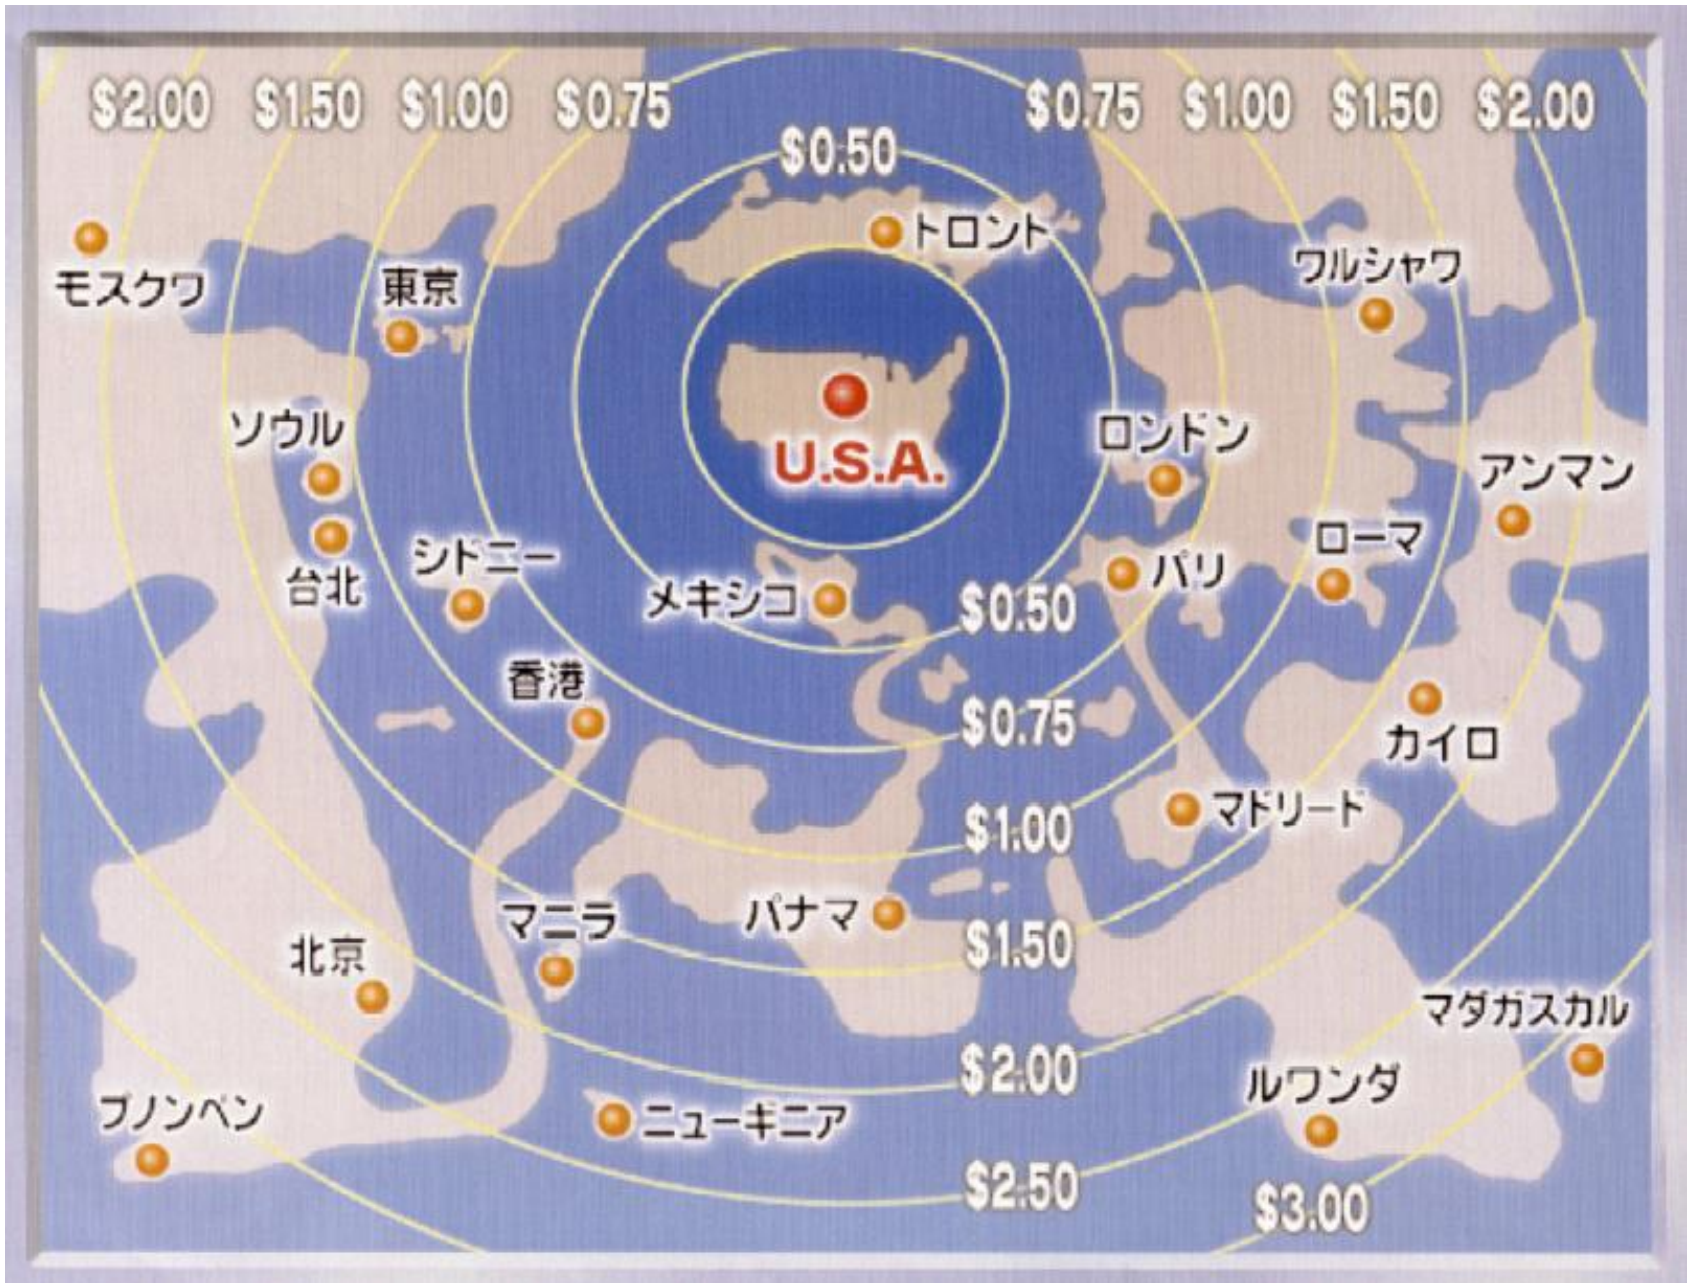 $2.00 $1.50 $1.00 $0.75 $0.75 $1.00 $1.50 $2.00
$0.50
トロント
ワルシャワ
モスクワ
東京
ソウル
ロンドン
U.S.A.
アンマン
シドニー
ローマ
台北
パリ
メキシコ
$0.50
香港
$0.75
カイロ
マドリード
$1.00
マニラ
パナマ
$1.50
北京
マダガスカル
$2.00
ルワンダ
プノンペン
ニューギニア
$2.50
$3.00